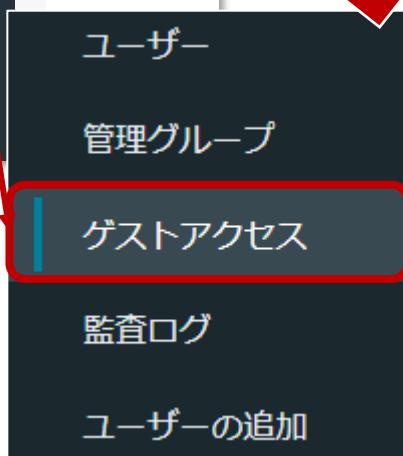 ユーザー
管理グループ
ゲストアクセス
監査ログ
ユーザーの追加